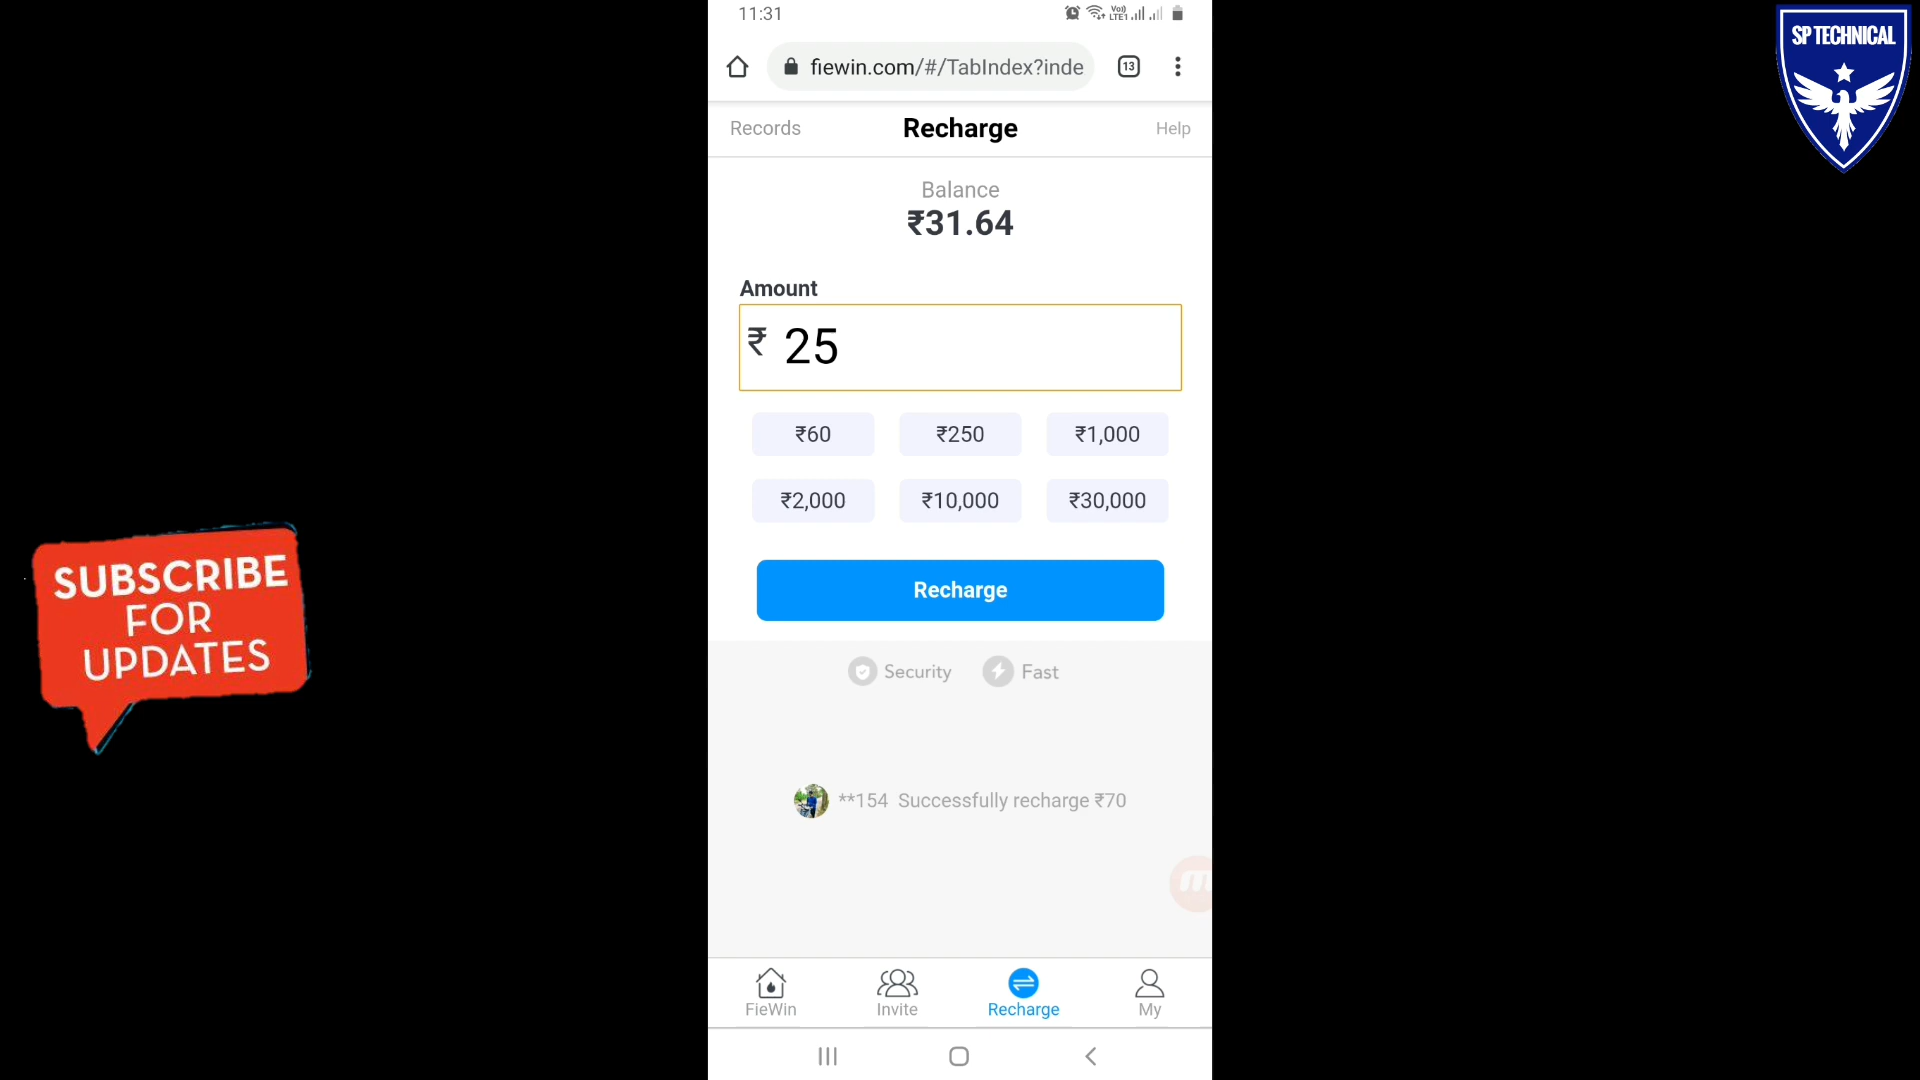 11:31
Vo))
LTE1
fiewin.com/#/TabIndex?inde
13
Records
Recharge
Help
Balance
₹31.64
Amount
₹ 25
₹60
₹250
₹1,000
₹2,000
₹10,000
₹30,000
Recharge
Security
Fast
**154 Successfully recharge ₹70
FieWin
Invite
Recharge
My
SUBSCRIBE
FOR
UPDATES
SP TECHNICAL